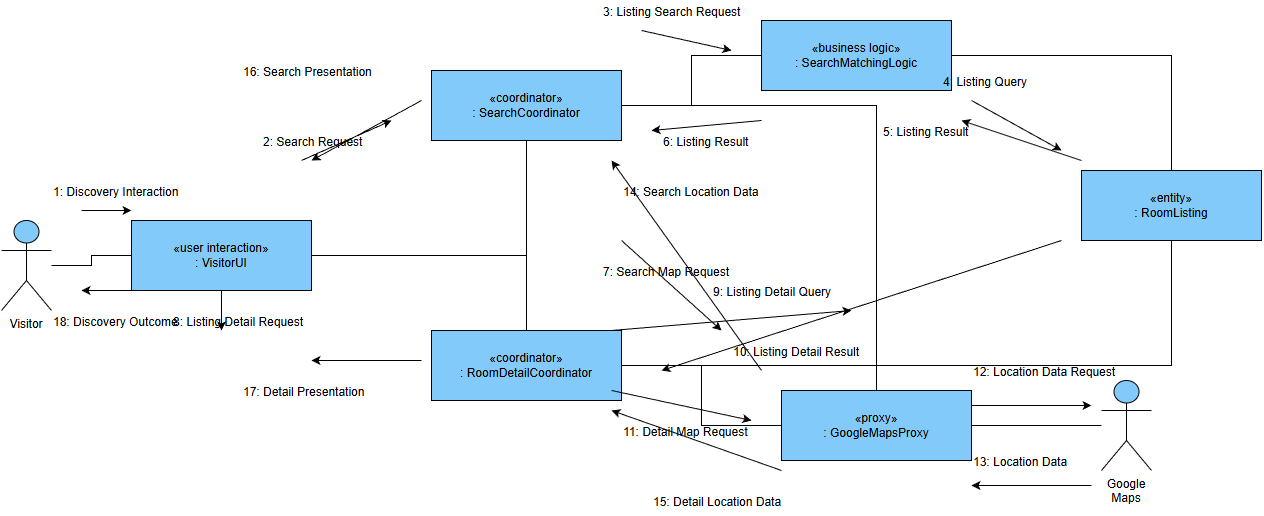 3: Listing Search Request
«business logic»
: SearchMatchingLogic
16: Search Presentation
«coordinator»
: SearchCoordinator
4: Listing Query
2: Search Request
6: Listing Result
5: Listing Result
1: Discovery Interaction
14: Search Location Data
«entity»
: RoomListing
«user interaction»
: VisitorUI
7: Search Map Request
9: Listing Detail Query
Visitor
18: Discovery Outcome
8: Listing Detail Request
«coordinator»
: RoomDetailCoordinator
10: Listing Detail Result
12: Location Data Request
17: Detail Presentation
«proxy»
: GoogleMapsProxy
11: Detail Map Request
13: Location Data
15: Detail Location Data
Google
Maps